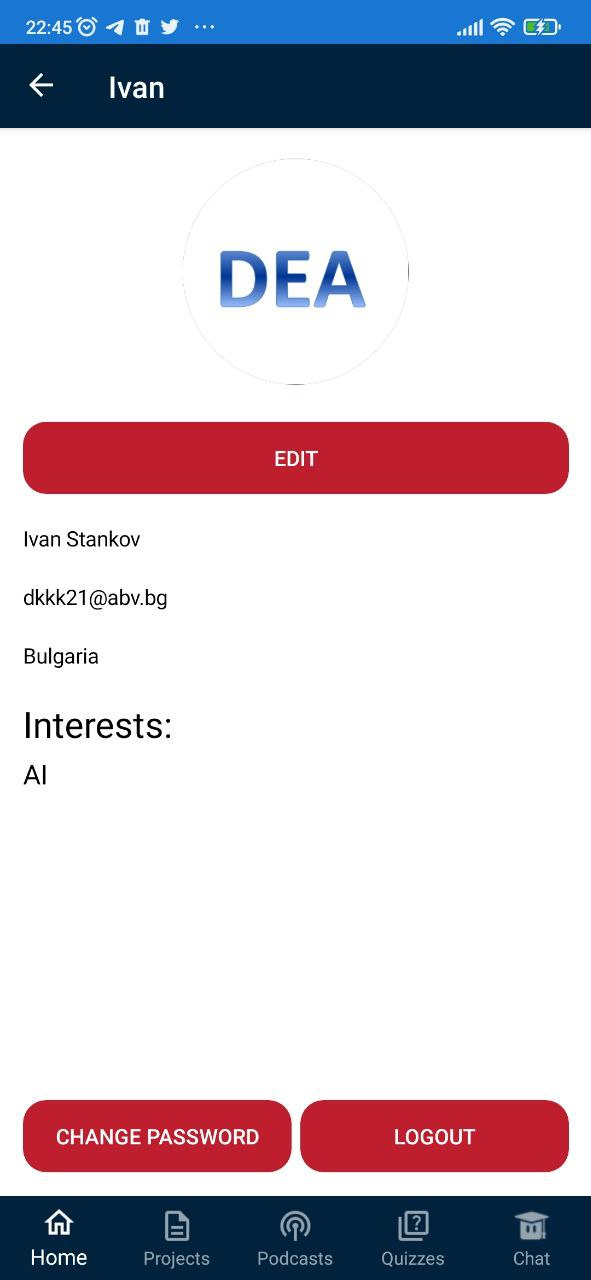 22:45
Ivan
DEA
EDIT
Ivan Stankov
dkkk21@abv.bg
Bulgaria
Interests:
AI
CHANGE PASSWORD LOGOUT
Home Projects Podcasts Quizzes Chat